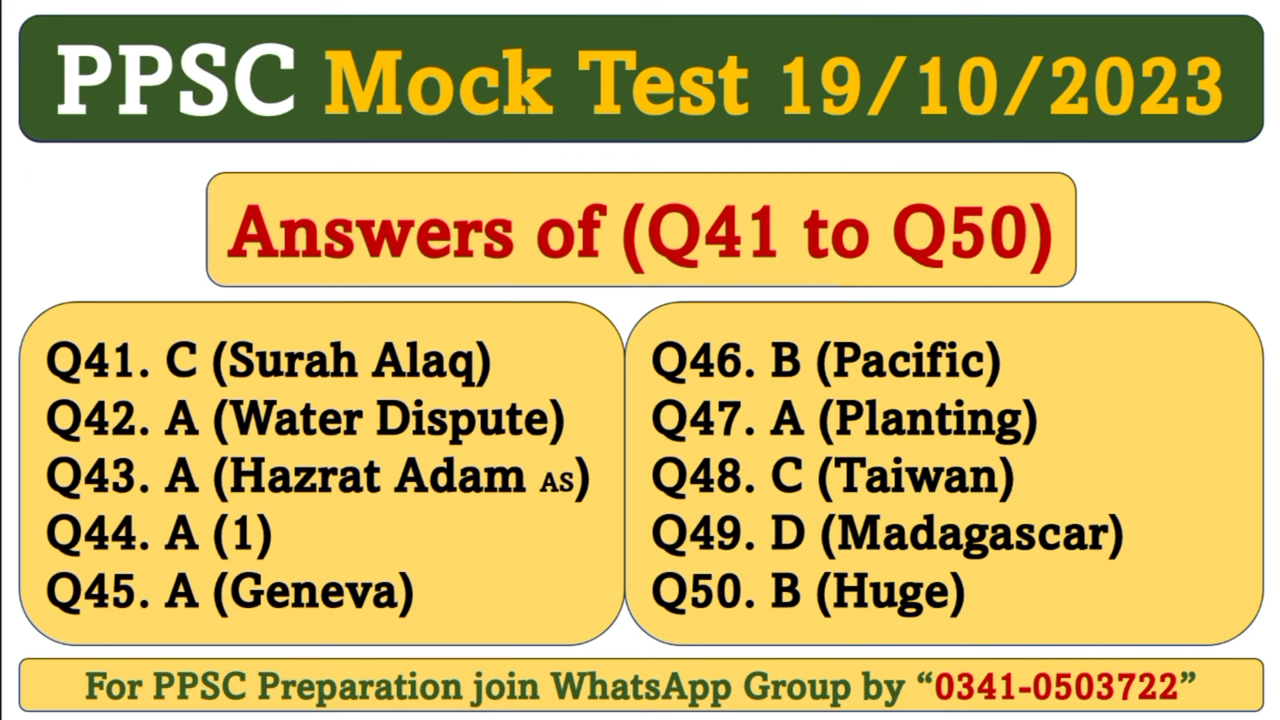 PPSC Mock Test 19/10/2023
Answers of (Q41 to Q50)
Q41. C (Surah Alaq)
Q42. A (Water Dispute)
Q43. A (Hazrat Adam AS)
Q44. A (1)
Q45. A (Geneva)
Q46. B (Pacific)
Q47. A (Planting)
Q48. C (Taiwan)
Q49. D (Madagascar)
Q50. B (Huge)
For PPSC Preparation join WhatsApp Group by “0341-0503722”